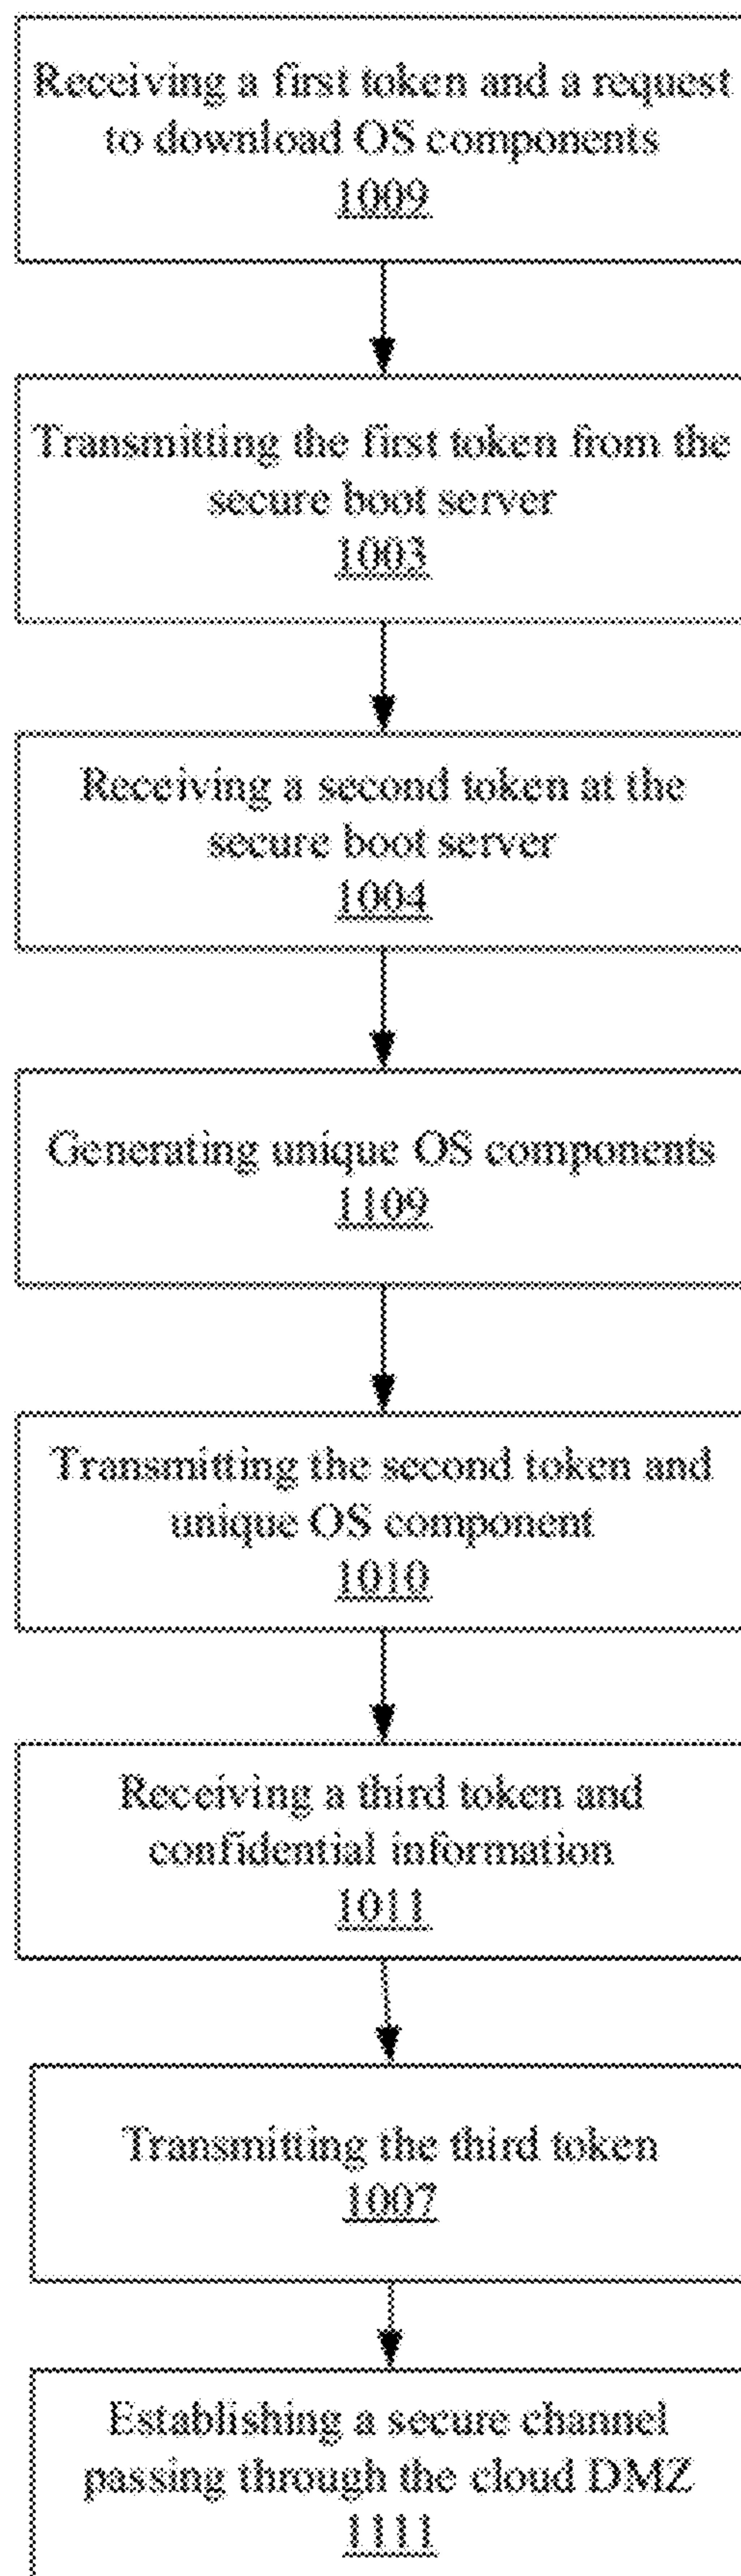 Receiving a first token and a request
to download OS components
1009
Transmitting the first token from the
secure boot server
1003
Receiving a second token at the
secure boot server
1004
Generating unique OS components
1109
Transmitting the second token and
unique OS component
1010
Receiving a third token and
confidential information
1011
Transmitting the third token
1007
Establishing a secure channel
passing through the cloud DMZ
1111